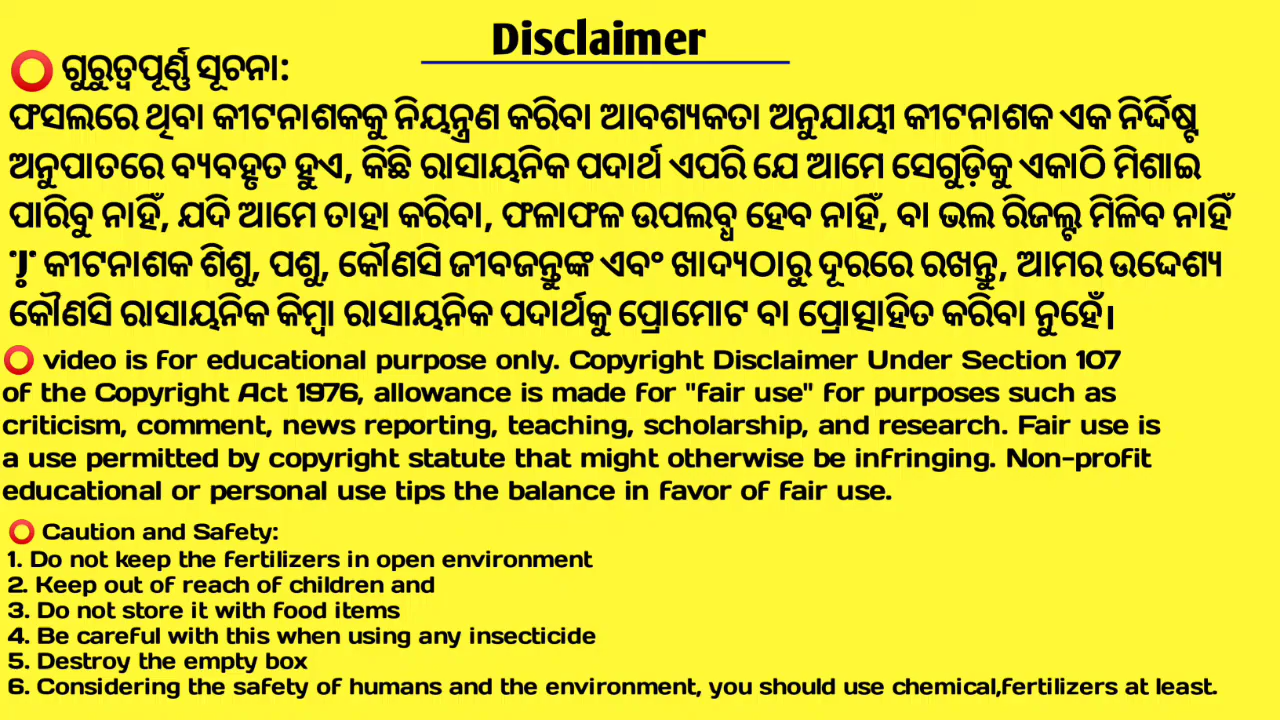 Disclaimer
⭕ ଗୁରୁତ୍ୱପୂର୍ଣ୍ଣ ସୂଚନା:
ଫସଲରେ ଥିବା କୀଟନାଶକକୁ ନିୟନ୍ତ୍ରଣ କରିବା ଆବଶ୍ୟକତା ଅନୁଯାୟୀ କୀଟନାଶକ ଏକ ନିର୍ଦ୍ଦିଷ୍ଟ
ଅନୁପାତରେ ବ୍ୟବହୃତ ହୁଏ, କିଛି ରାସାୟନିକ ପଦାର୍ଥ ଏପରି ଯେ ଆମେ ସେଗୁଡ଼ିକୁ ଏକାଠି ମିଶାଇ
ପାରିବୁ ନାହିଁ, ଯଦି ଆମେ ତାହା କରିବା, ଫଳାଫଳ ଉପଲବ୍ଧ ହେବ ନାହିଁ, ବା ଭଲ ରିଜଲ୍ଟ ମିଳିବ ନାହିଁ
କୀଟନାଶକ ଶିଶୁ, ପଶୁ, କୌଣସି ଜୀବଜନ୍ତୁଙ୍କ ଏବଂ ଖାଦ୍ୟଠାରୁ ଦୂରରେ ରଖନ୍ତୁ, ଆମର ଉଦ୍ଦେଶ୍ୟ
କୌଣସି ରାସାୟନିକ କିମ୍ବା ରାସାୟନିକ ପଦାର୍ଥକୁ ପ୍ରୋମୋଟ ବା ପ୍ରୋତ୍ସାହିତ କରିବା ନୁହେଁ।
⭕ video is for educational purpose only. Copyright Disclaimer Under Section 107
of the Copyright Act 1976, allowance is made for "fair use" for purposes such as
criticism, comment, news reporting, teaching, scholarship, and research. Fair use is
a use permitted by copyright statute that might otherwise be infringing. Non-profit
educational or personal use tips the balance in favor of fair use.
⭕ Caution and Safety:
1. Do not keep the fertilizers in open environment
2. Keep out of reach of children and
3. Do not store it with food items
4. Be careful with this when using any insecticide
5. Destroy the empty box
6. Considering the safety of humans and the environment, you should use chemical,fertilizers at least.